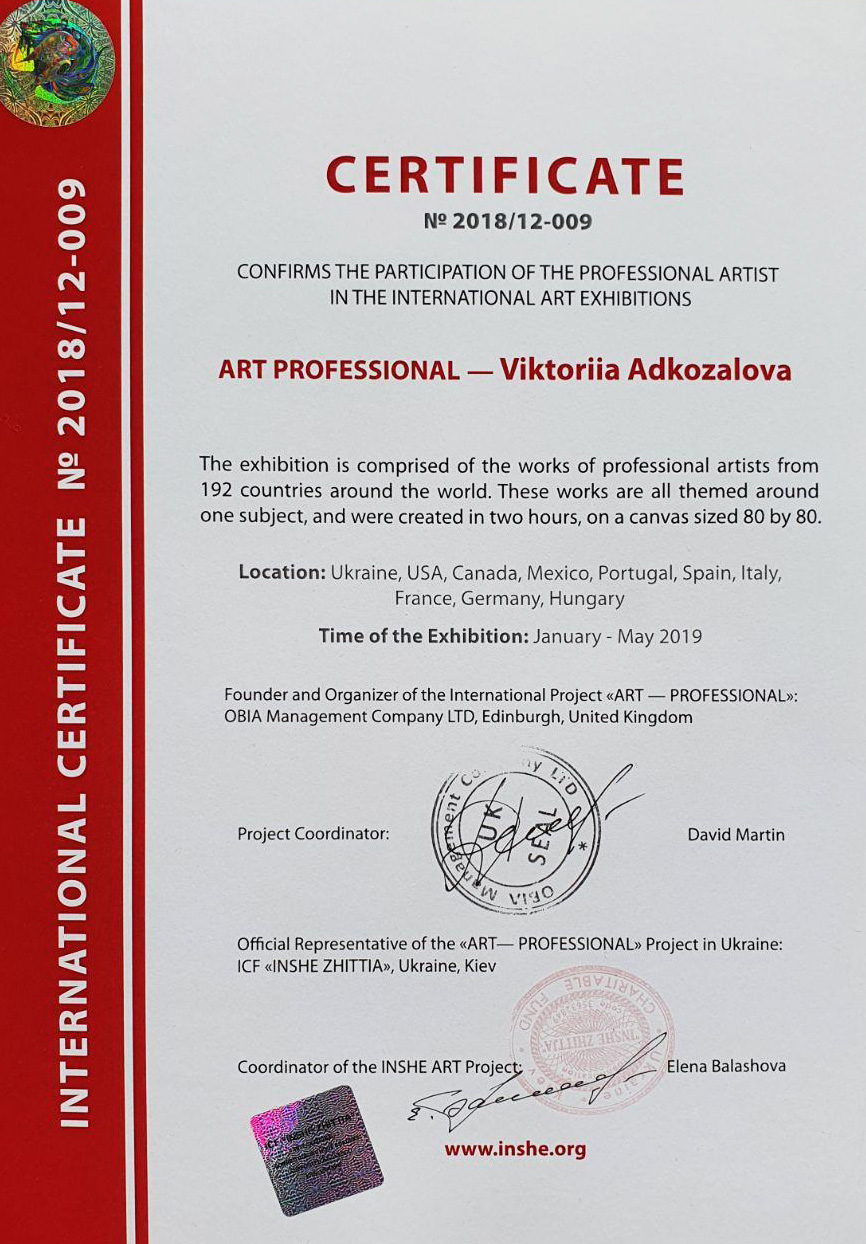 INTERNATIONAL CERTIFICATE № 2018/12-009
CERTIFICATE
№ 2018/12-009
CONFIRMS THE PARTICIPATION OF THE PROFESSIONAL ARTIST
IN THE INTERNATIONAL ART EXHIBITIONS
ART PROFESSIONAL — Viktoriia Adkozalova
The exhibition is comprised of the works of professional artists from
192 countries around the world. These works are all themed around
one subject, and were created in two hours, on a canvas sized 80 by 80.
Location: Ukraine, USA, Canada, Mexico, Portugal, Spain, Italy,
France, Germany, Hungary
Time of the Exhibition: January - May 2019
Founder and Organizer of the International Project «ART — PROFESSIONAL»:
OBIA Management Company LTD, Edinburgh, United Kingdom
OBIA Management LTD *
UK
SEAL
Project Coordinator:
David Martin
Official Representative of the «ART— PROFESSIONAL» Project in Ukraine:
ICF «INSHE ZHITTIA», Ukraine, Kiev
CHARITABLE FUND
"INSHE ZHITTJA"
Coordinator of the INSHE ART Project:
Elena Balashova
ICF "INSHE ZHITTIA"
www.inshe.org